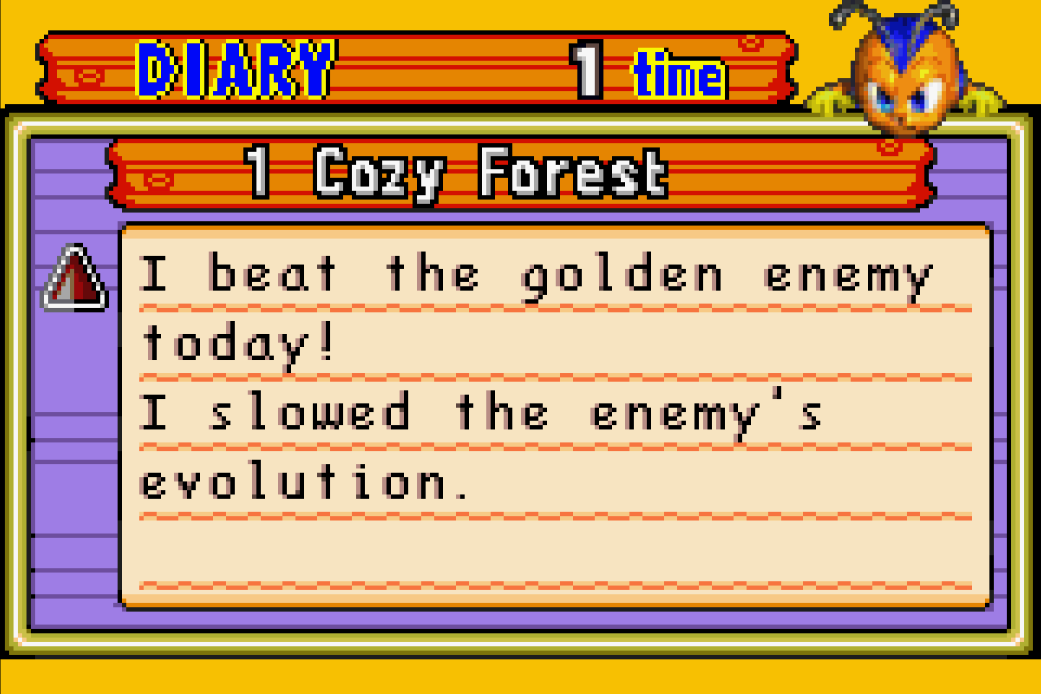 DIARY 1 time
1 Cozy Forest
I beat the golden enemy
today!
I slowed the enemy's
evolution.